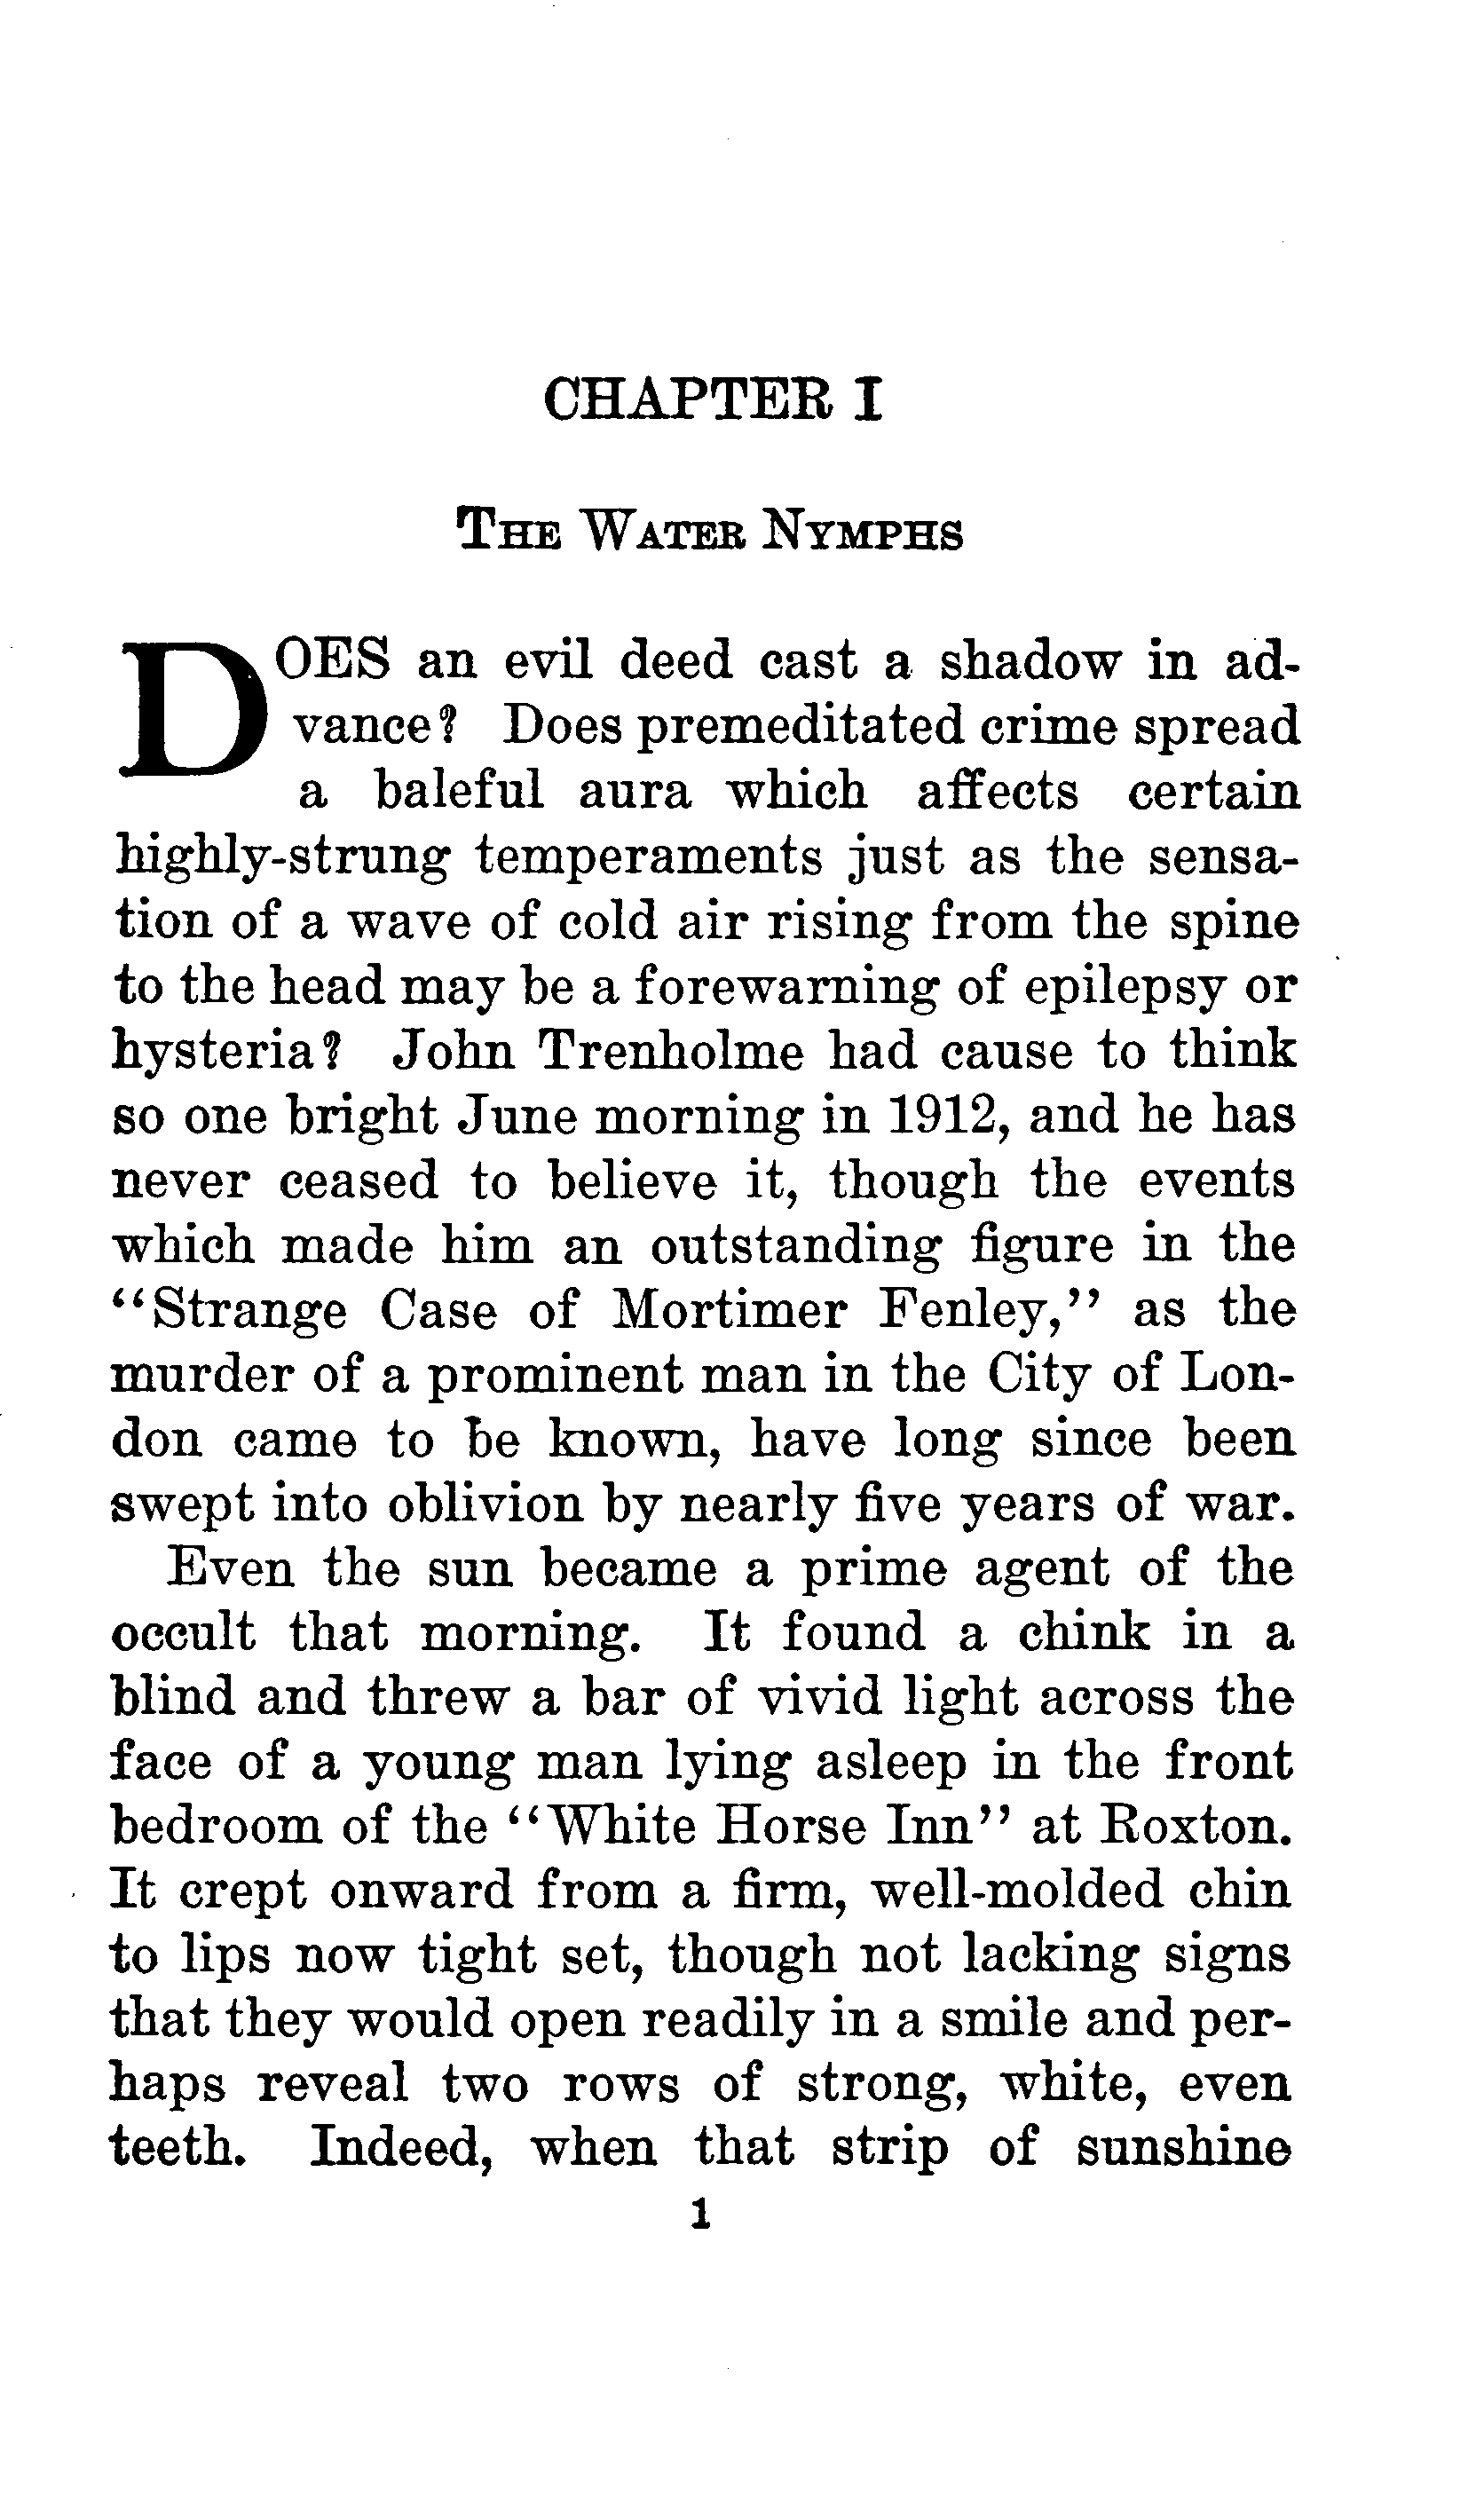 CHAPTER I
THE WATER NYMPHS
DOES an evil deed cast a shadow in ad-
vance? Does premeditated crime spread
a baleful aura which affects certain
highly-strung temperaments just as the sensa-
tion of a wave of cold air rising from the spine
to the head may be a forewarning of epilepsy or
hysteria? John Trenholme had cause to think
so one bright June morning in 1912, and he has
never ceased to believe it, though the events
which made him an outstanding figure in the
“Strange Case of Mortimer Fenley,” as the
murder of a prominent man in the City of Lon-
don came to be known, have long since been
swept into oblivion by nearly five years of war.
Even the sun became a prime agent of the
occult that morning. It found a chink in a
blind and threw a bar of vivid light across the
face of a young man lying asleep in the front
bedroom of the “White Horse Inn” at Roxton.
It crept onward from a firm, well-molded chin
to lips now tight set, though not lacking signs
that they would open readily in a smile and per-
haps reveal two rows of strong, white, even
teeth. Indeed, when that strip of sunshine
1